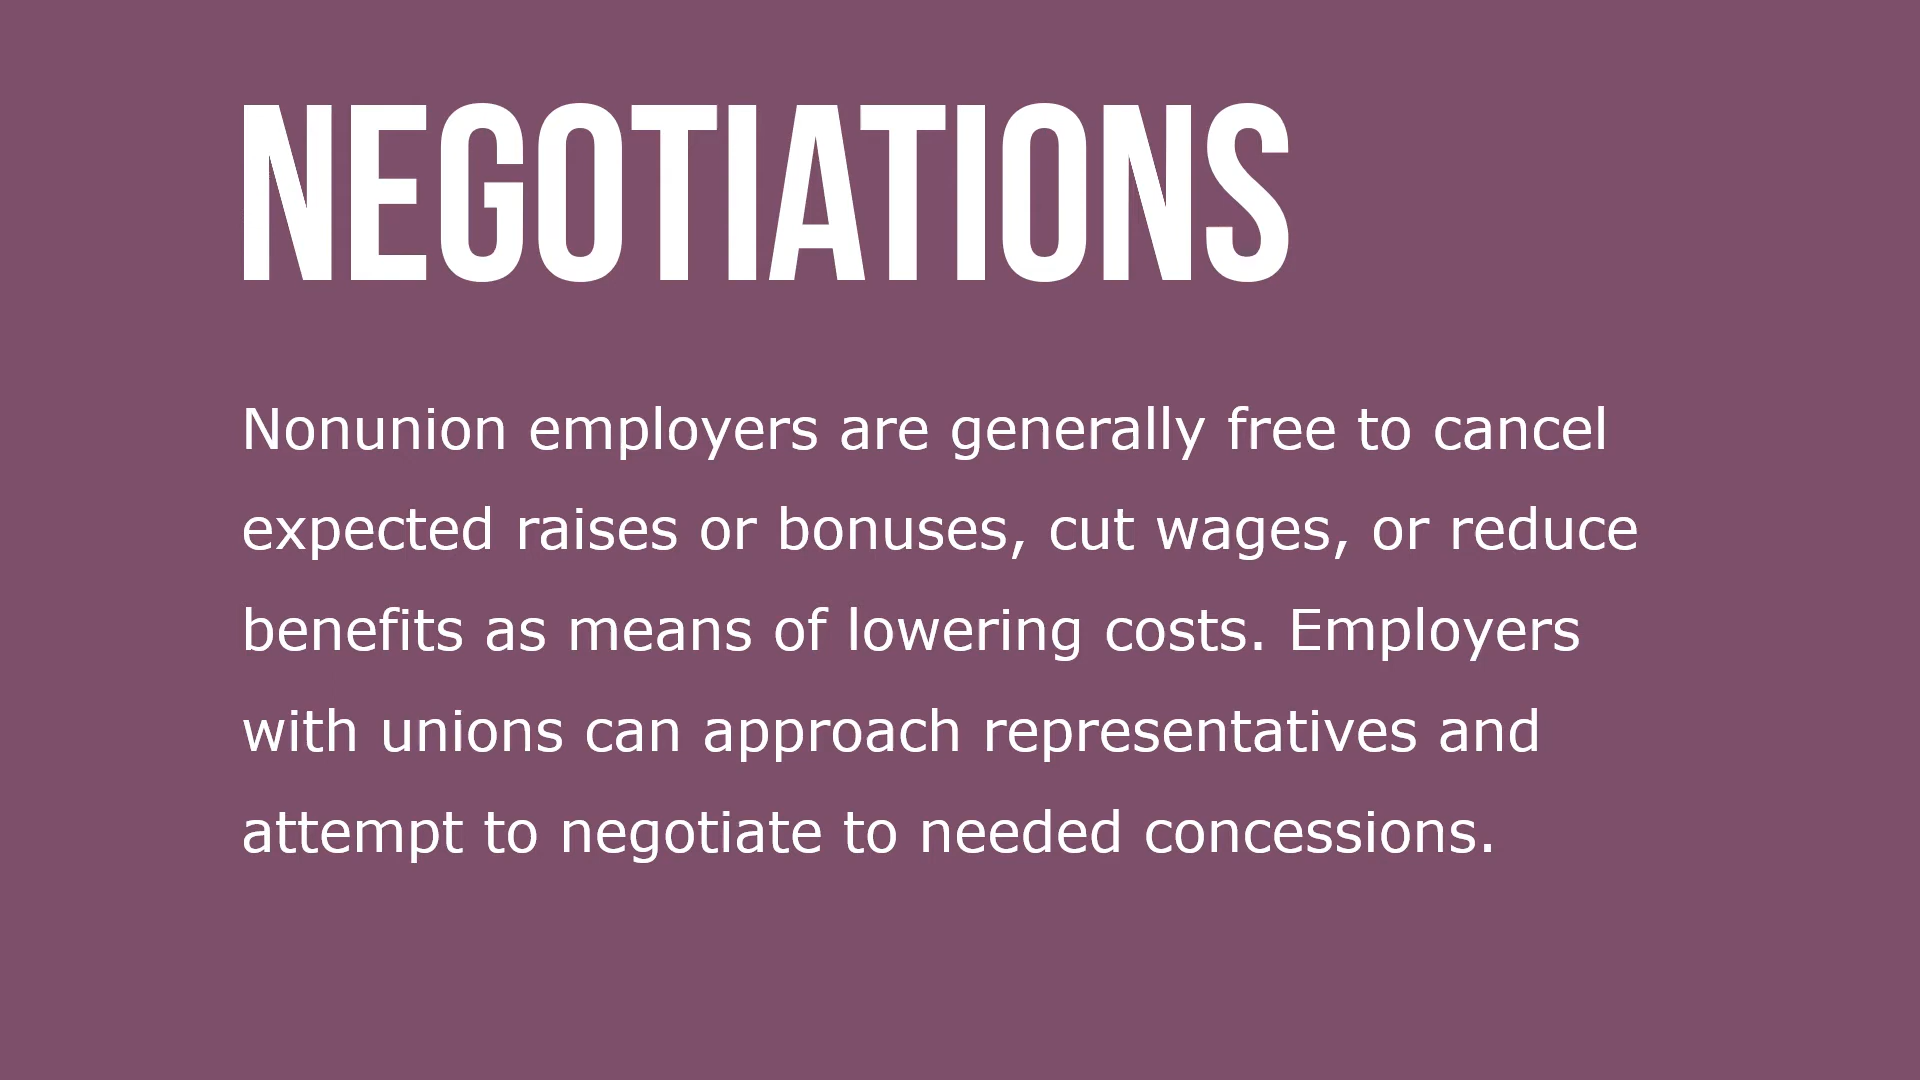 NEGOTIATIONS
Nonunion employers are generally free to cancel
expected raises or bonuses, cut wages, or reduce
benefits as means of lowering costs. Employers
with unions can approach representatives and
attempt to negotiate to needed concessions.